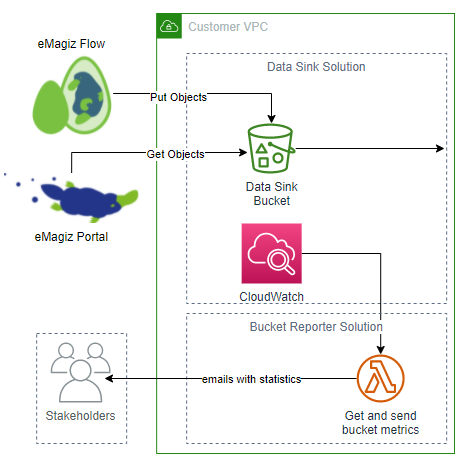 Customer VPC
eMagiz Flow
Data Sink Solution
Put Objects
Get Objects
Data Sink
Bucket
eMagiz Portal
CloudWatch
Bucket Reporter Solution
emails with statistics
Stakeholders
Get and send
bucket metrics